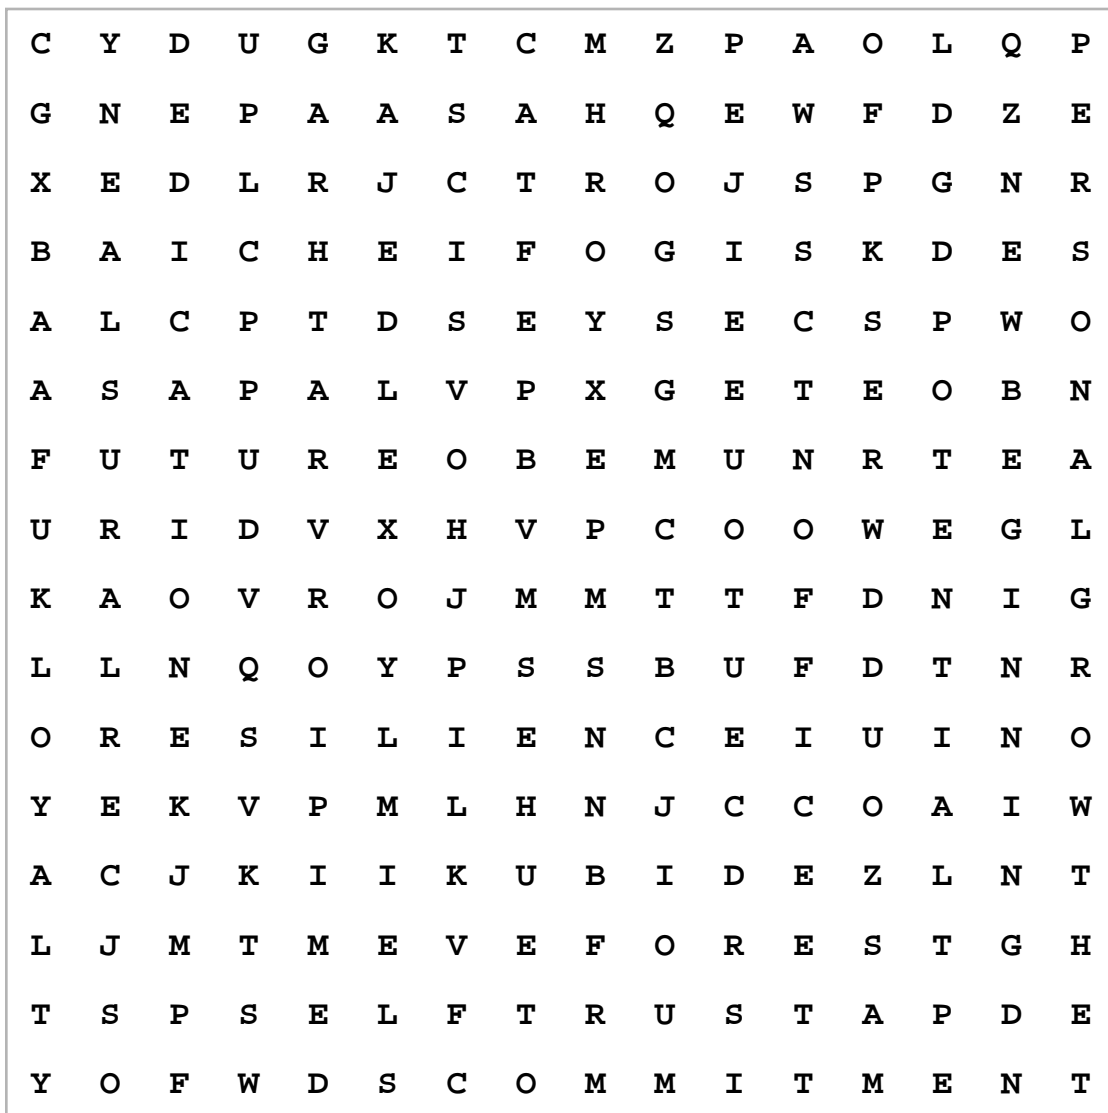 C Y D U G K T C M Z P A O L Q P
G N E P A A S A H Q E W F D Z E
X E D L R J C T R O J S P G N R
B A I C H E I F O G I S K D E S
A L C P T D S E Y S E C S P W O
A S A P A L V P X G E T E O B N
F U T U R E O B E M U N R T E A
U R I D V X H V P C O O W E G L
K A O V R O J M M T T F D N I G
L L N Q O Y P S S B U F D T N R
O R E S I L I E N C E I U I N O
Y E K V P M L H N J C C O A I W
A C J K I I K U B I D E Z L N T
L J M T M E V E F O R E S T G H
T S P S E L F T R U S T A P D E
Y O F W D S C O M M I T M E N T